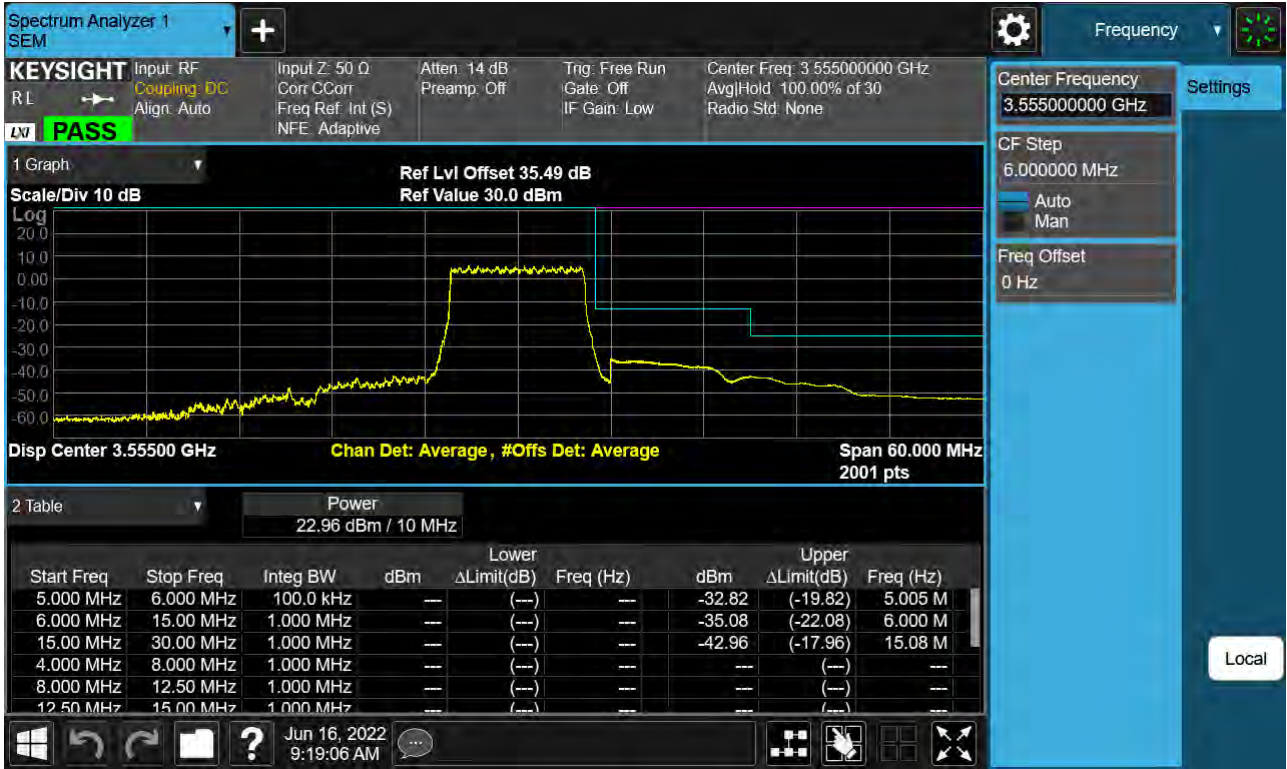 Spectrum Analyzer 1
SEM
Frequency
KEYSIGHT
R L
LXI
PASS
Input: RF
Coupling: DC
Align: Auto
Input Z: 50 Ω
Corr CCorr
Freq Ref: Int (S)
NFE: Adaptive
Atten: 14 dB
Preamp: Off
Trig: Free Run
Gate: Off
IF Gain: Low
Center Freq: 3.555000000 GHz
Avg|Hold: 100.00% of 30
Radio Std: None
Center Frequency
3.555000000 GHz
Settings
CF Step
6.000000 MHz
Auto
Man
Freq Offset
0 Hz
Local
1 Graph
Ref Lvl Offset 35.49 dB
Scale/Div 10 dB
Ref Value 30.0 dBm
Log
20.0
10.0
0.00
-10.0
-20.0
-30.0
-40.0
-50.0
-60.0
Disp Center 3.55500 GHz
Chan Det: Average, #Offs Det: Average
Span 60.000 MHz
2001 pts
2 Table
Power
22.96 dBm / 10 MHz
Lower Upper
Start Freq Stop Freq Integ BW dBm ΔLimit(dB) Freq (Hz) dBm ΔLimit(dB) Freq (Hz)
5.000 MHz 6.000 MHz 100.0 kHz --- (---) --- -32.82 (-19.82) 5.005 M
6.000 MHz 15.00 MHz 1.000 MHz --- (---) --- -35.08 (-22.08) 6.000 M
15.00 MHz 30.00 MHz 1.000 MHz --- (---) --- -42.96 (-17.96) 15.08 M
4.000 MHz 8.000 MHz 1.000 MHz --- (---) --- --- (---) ---
8.000 MHz 12.50 MHz 1.000 MHz --- (---) --- --- (---) ---
12.50 MHz 15.00 MHz 1.000 MHz --- (---) --- --- (---) ---
Jun 16, 2022
9:19:06 AM